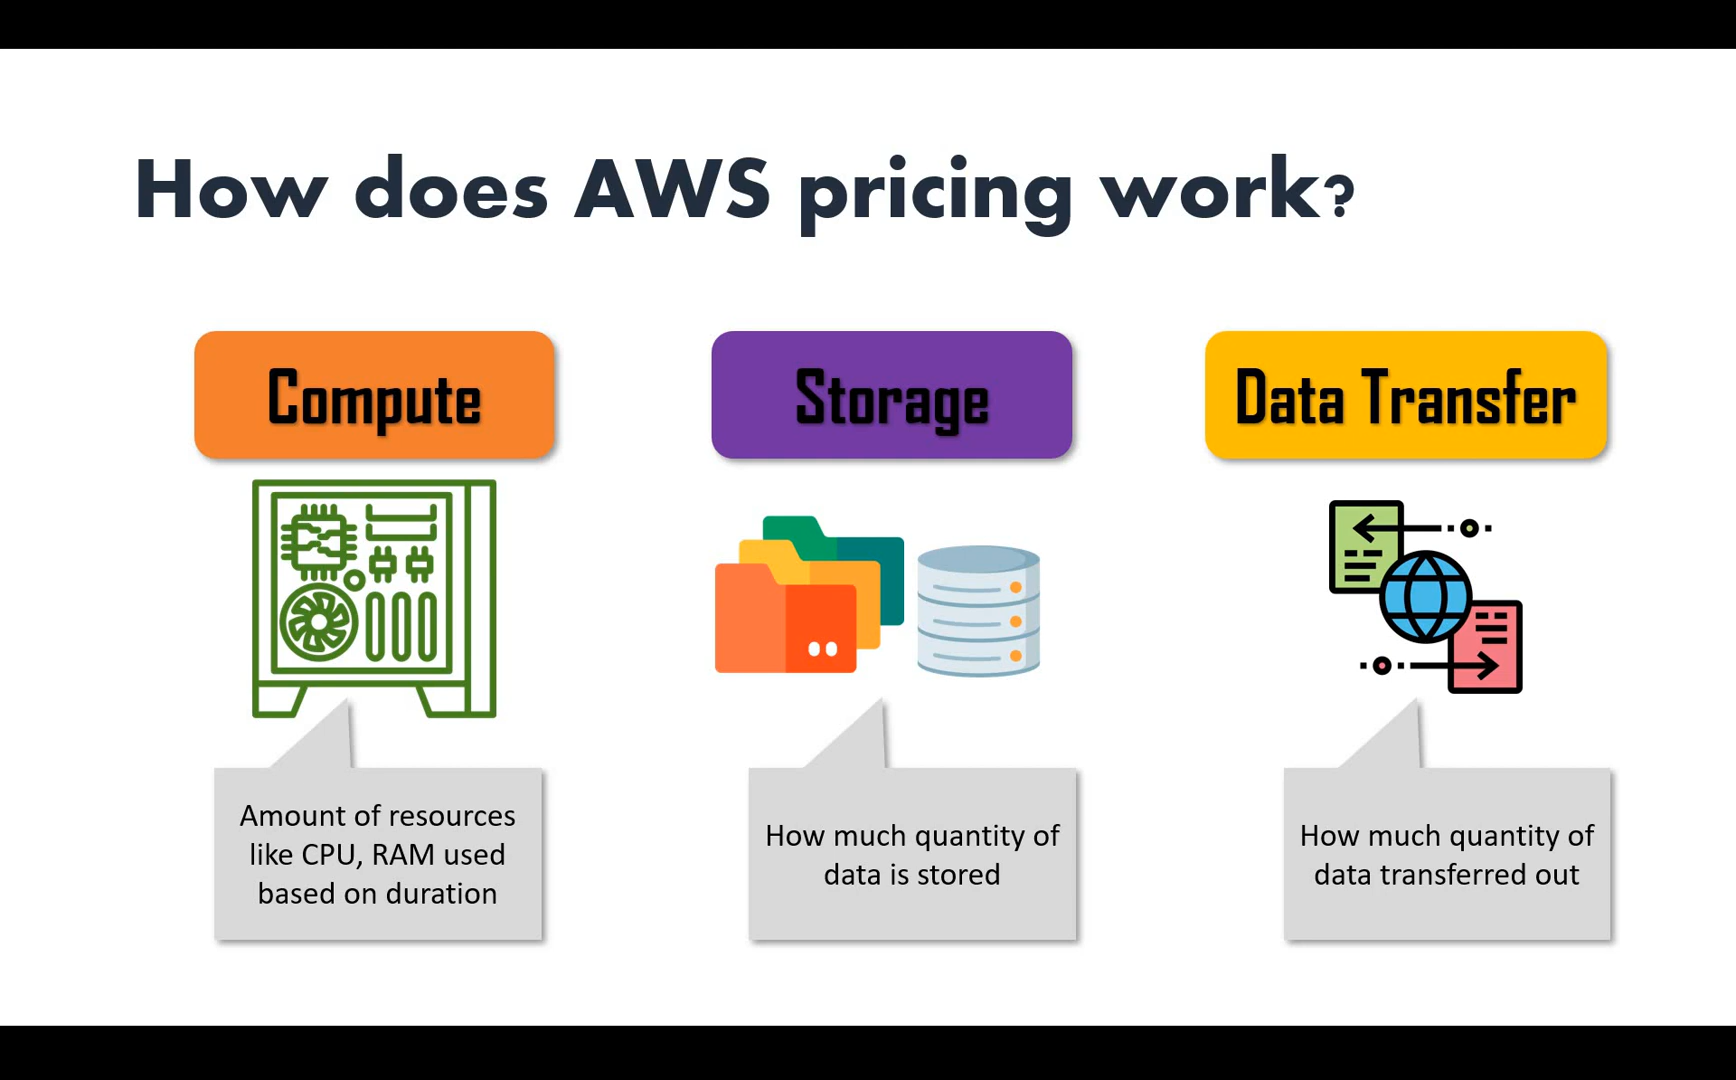 How does AWS pricing work?
Compute
Storage
Data Transfer
Amount of resources
like CPU, RAM used
based on duration
How much quantity of
data is stored
How much quantity of
data transferred out